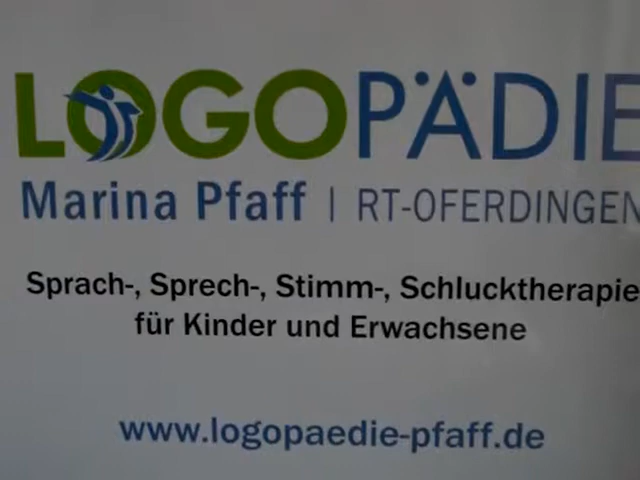 LOGOPÄDIE
Marina Pfaff | RT-OFERDINGEN
Sprach-, Sprech-, Stimm-, Schlucktherapie
für Kinder und Erwachsene
www.logopaedie-pfaff.de